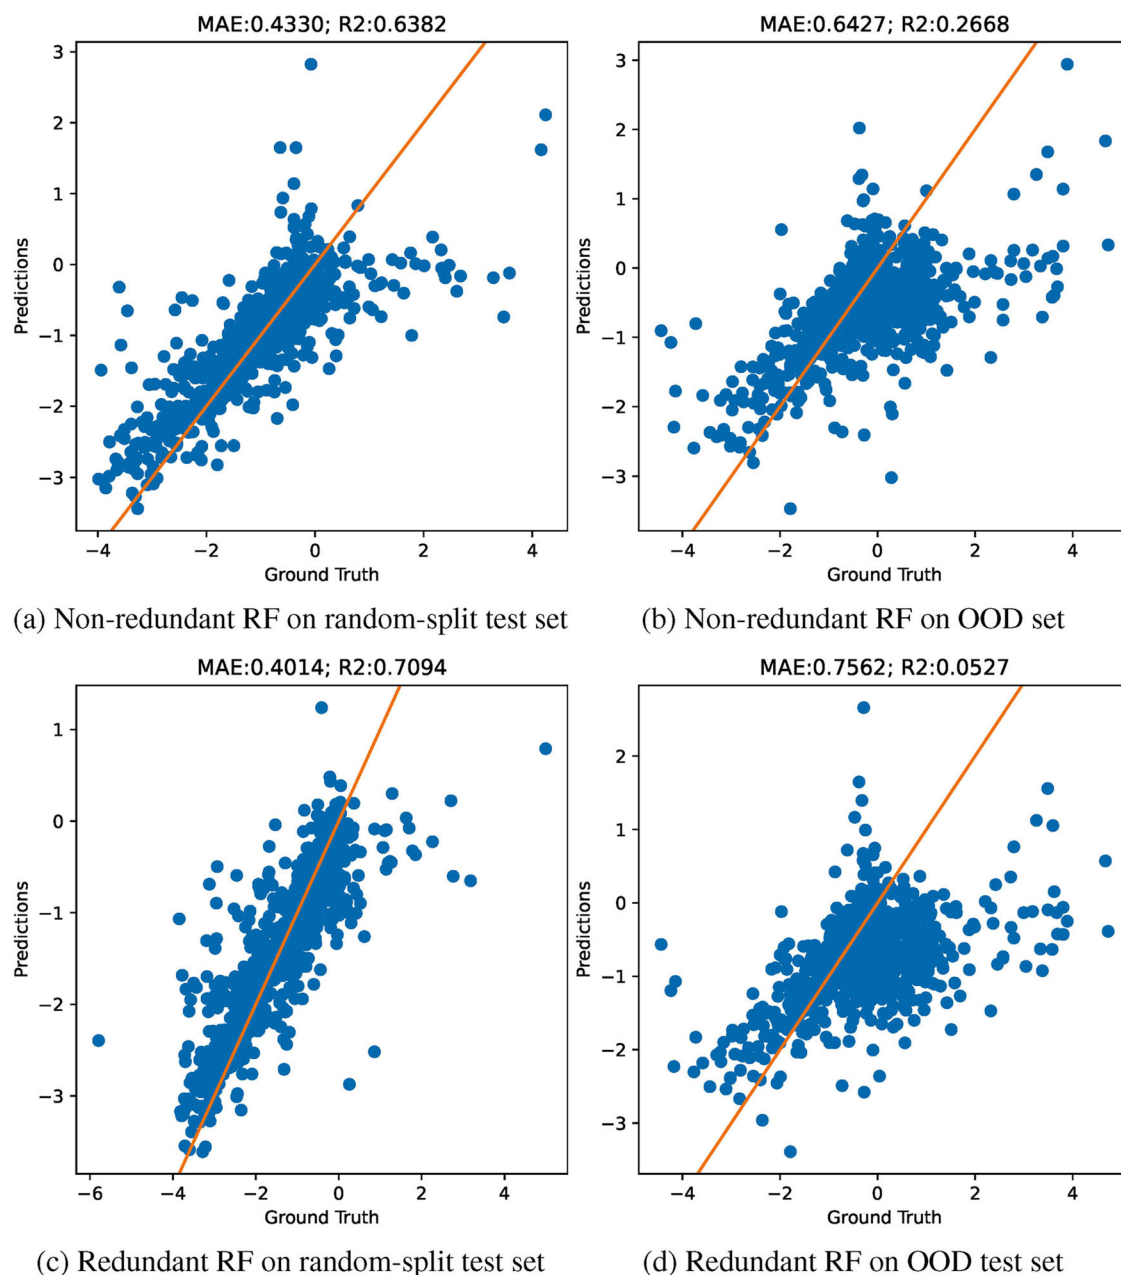 MAE:0.4330; R2:0.6382
3
2
1
0
−1
−2
−3
Predictions
−4 −2 0 2 4
Ground Truth
(a) Non-redundant RF on random-split test set
MAE:0.6427; R2:0.2668
3
2
1
0
−1
−2
−3
Predictions
−4 −2 0 2 4
Ground Truth
(b) Non-redundant RF on OOD set
MAE:0.4014; R2:0.7094
1
0
−1
−2
−3
Predictions
−6 −4 −2 0 2 4
Ground Truth
(c) Redundant RF on random-split test set
MAE:0.7562; R2:0.0527
2
1
0
−1
−2
−3
Predictions
−4 −2 0 2 4
Ground Truth
(d) Redundant RF on OOD test set